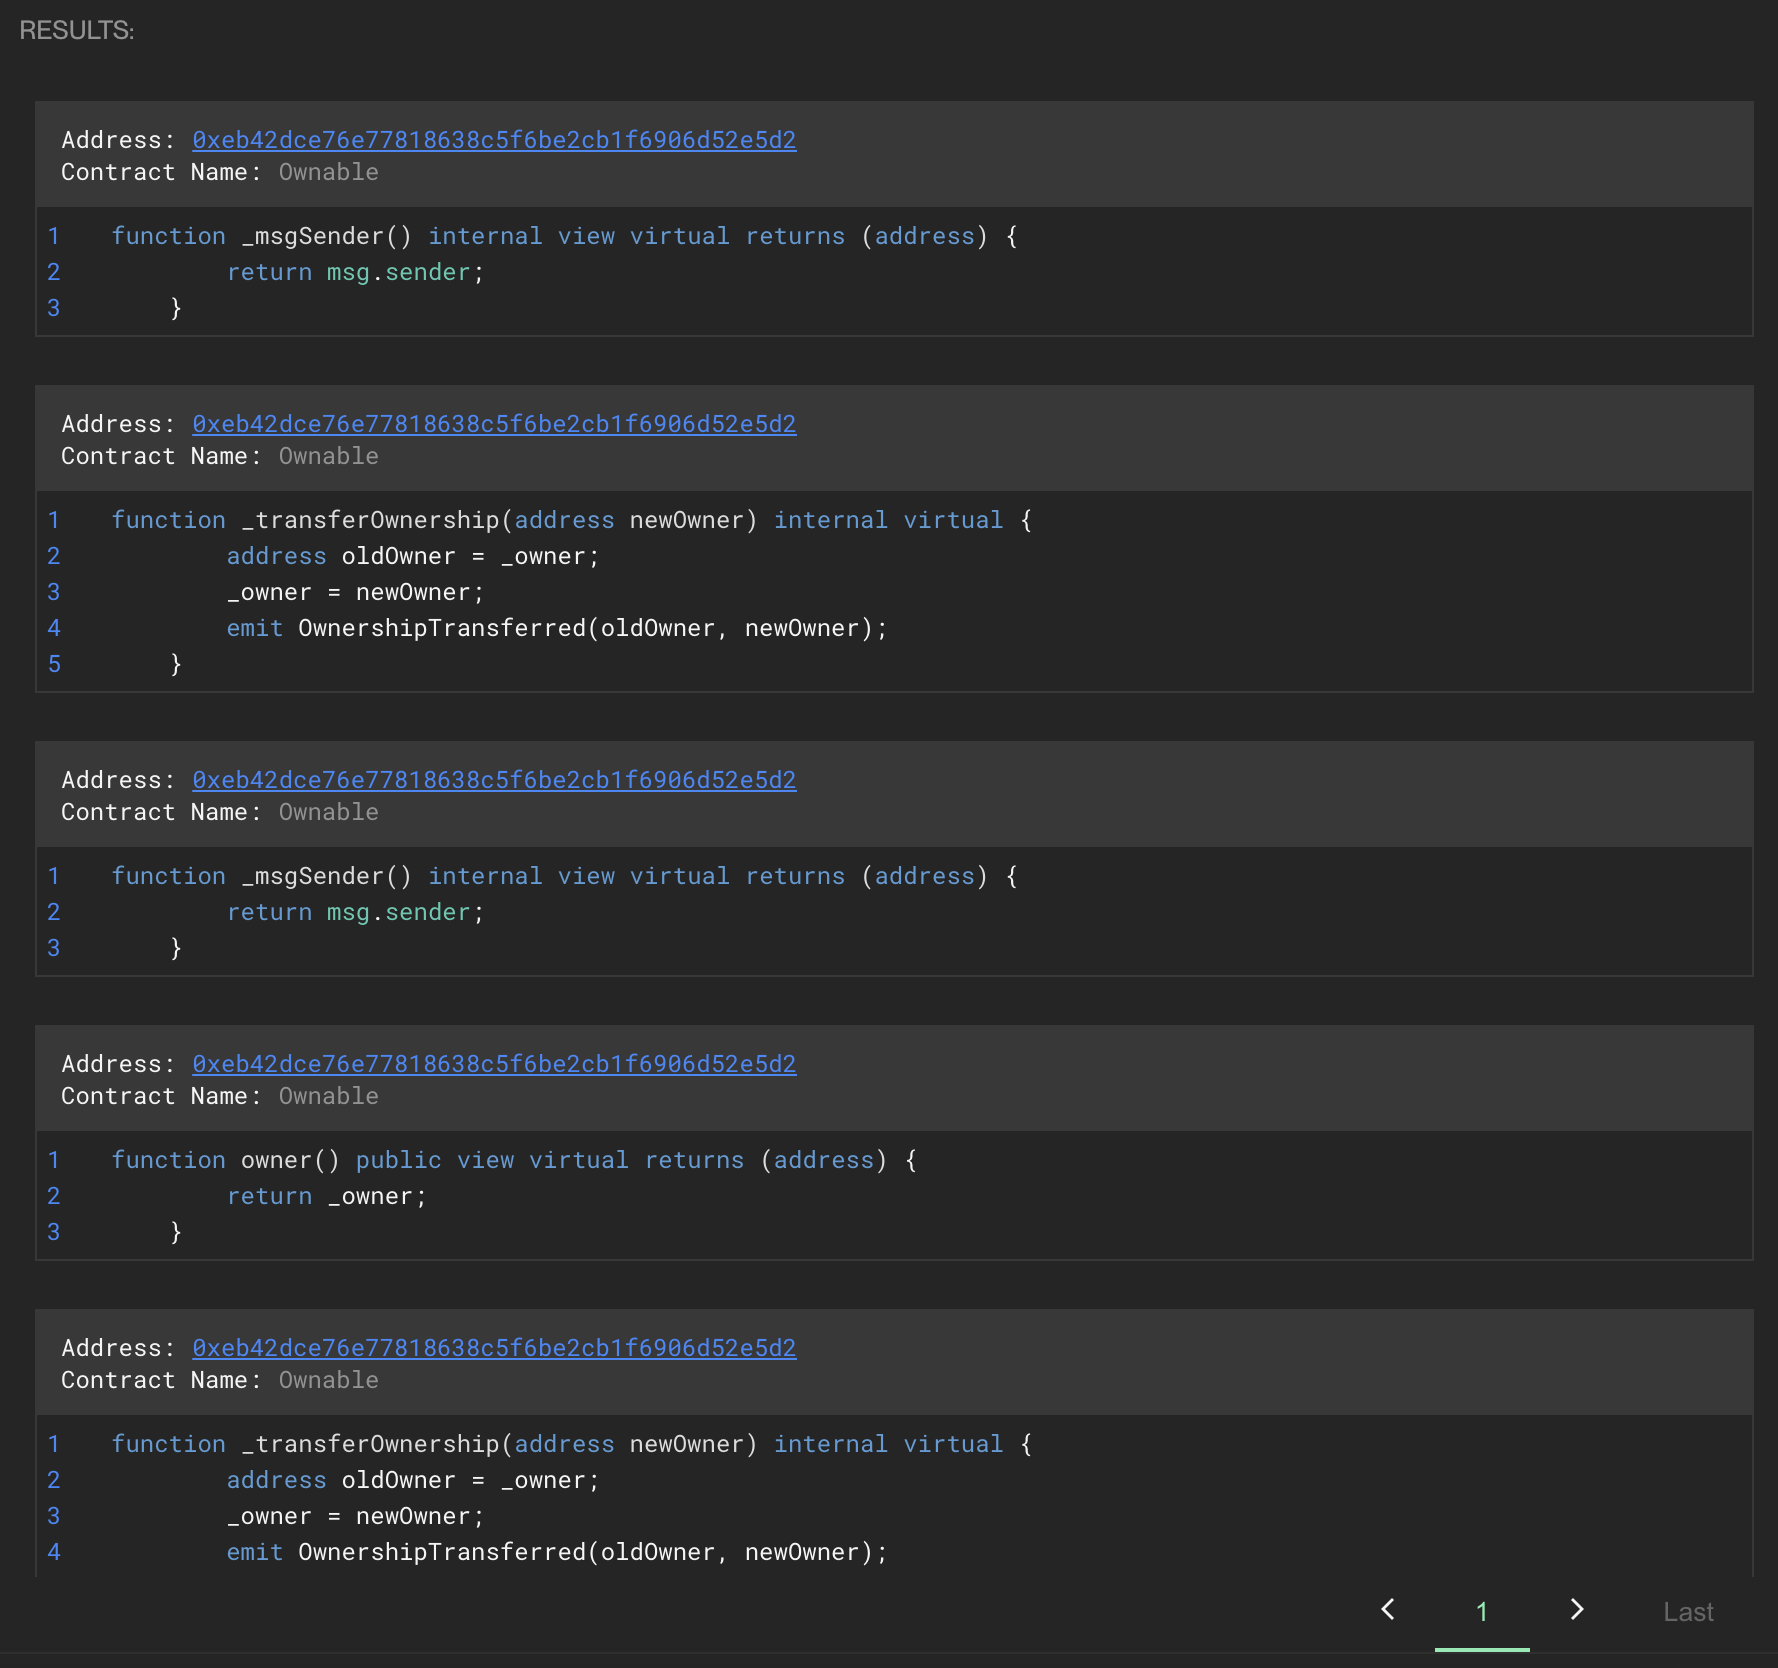 RESULTS:
Address: 0xeb42dce76e77818638c5f6be2cb1f6906d52e5d2
Contract Name: Ownable
1 function _msgSender() internal view virtual returns (address) {
2 return msg.sender;
3 }
Address: 0xeb42dce76e77818638c5f6be2cb1f6906d52e5d2
Contract Name: Ownable
1 function _transferOwnership(address newOwner) internal virtual {
2 address oldOwner = _owner;
3 _owner = newOwner;
4 emit OwnershipTransferred(oldOwner, newOwner);
5 }
Address: 0xeb42dce76e77818638c5f6be2cb1f6906d52e5d2
Contract Name: Ownable
1 function _msgSender() internal view virtual returns (address) {
2 return msg.sender;
3 }
Address: 0xeb42dce76e77818638c5f6be2cb1f6906d52e5d2
Contract Name: Ownable
1 function owner() public view virtual returns (address) {
2 return _owner;
3 }
Address: 0xeb42dce76e77818638c5f6be2cb1f6906d52e5d2
Contract Name: Ownable
1 function _transferOwnership(address newOwner) internal virtual {
2 address oldOwner = _owner;
3 _owner = newOwner;
4 emit OwnershipTransferred(oldOwner, newOwner);
1 Last